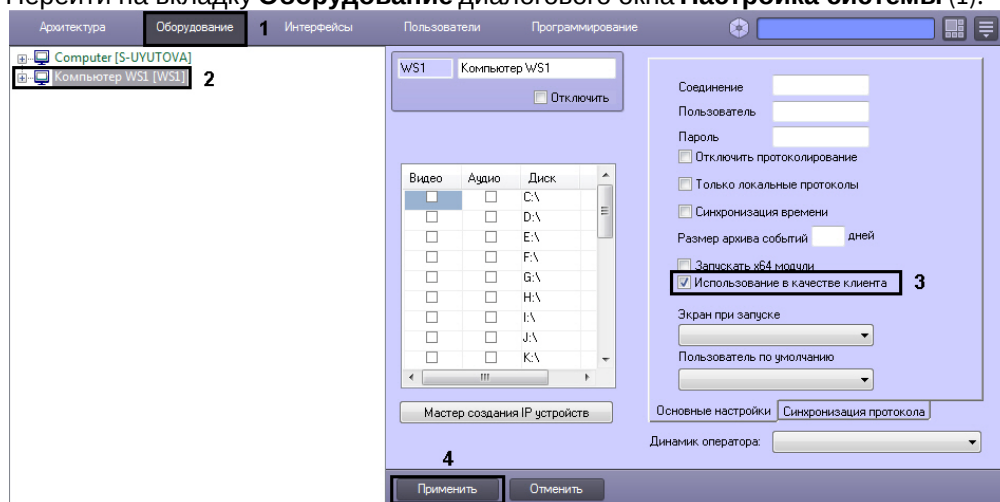 Перейти на вкладку Оборудование диалогового окна Настройка системы (1).
Архитектура Оборудование 1 Интерфейсы Пользователи Программирование
Computer [S-UYUTOVA]
Компьютер WS1 [WS1] 2
WS1 Компьютер WS1
Отключить
Видео Аудио Диск
C:\
D:\
E:\
F:\
G:\
H:\
I:\
J:\
K:\
Мастер создания IP устройств
Соединение
Пользователь
Пароль
Отключить протоколирование
Только локальные протоколы
Синхронизация времени
Размер архива событий дней
Запускать x64 модули
Использование в качестве клиента 3
Экран при запуске
Пользователь по умолчанию
Основные настройки Синхронизация протокола
Динамик оператора:
4
Применить Отменить